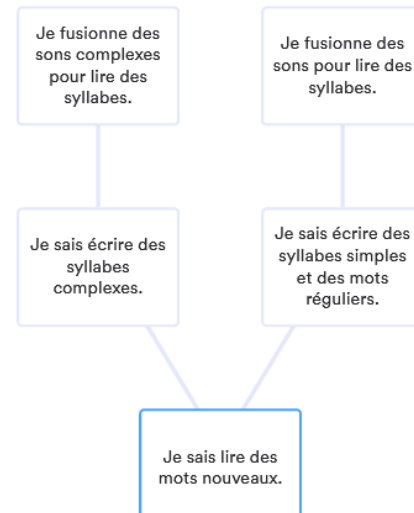 Je fusionne des
sons complexes
pour lire des
syllabes.
Je fusionne des
sons pour lire des
syllabes.
Je sais écrire des
syllabes
complexes.
Je sais écrire des
syllabes simples
et des mots
réguliers.
Je sais lire des
mots nouveaux.